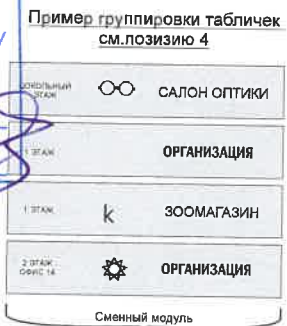 Пример группировки табличек
см.позизию 4
ЦОКОЛЬНЫЙ
ЭТАЖ
САЛОН ОПТИКИ
1 ЭТАЖ
ОРГАНИЗАЦИЯ
1 ЭТАЖ
k
ЗООМАГАЗИН
2 ЭТАЖ
ОФИС 14
ОРГАНИЗАЦИЯ
Сменный модуль